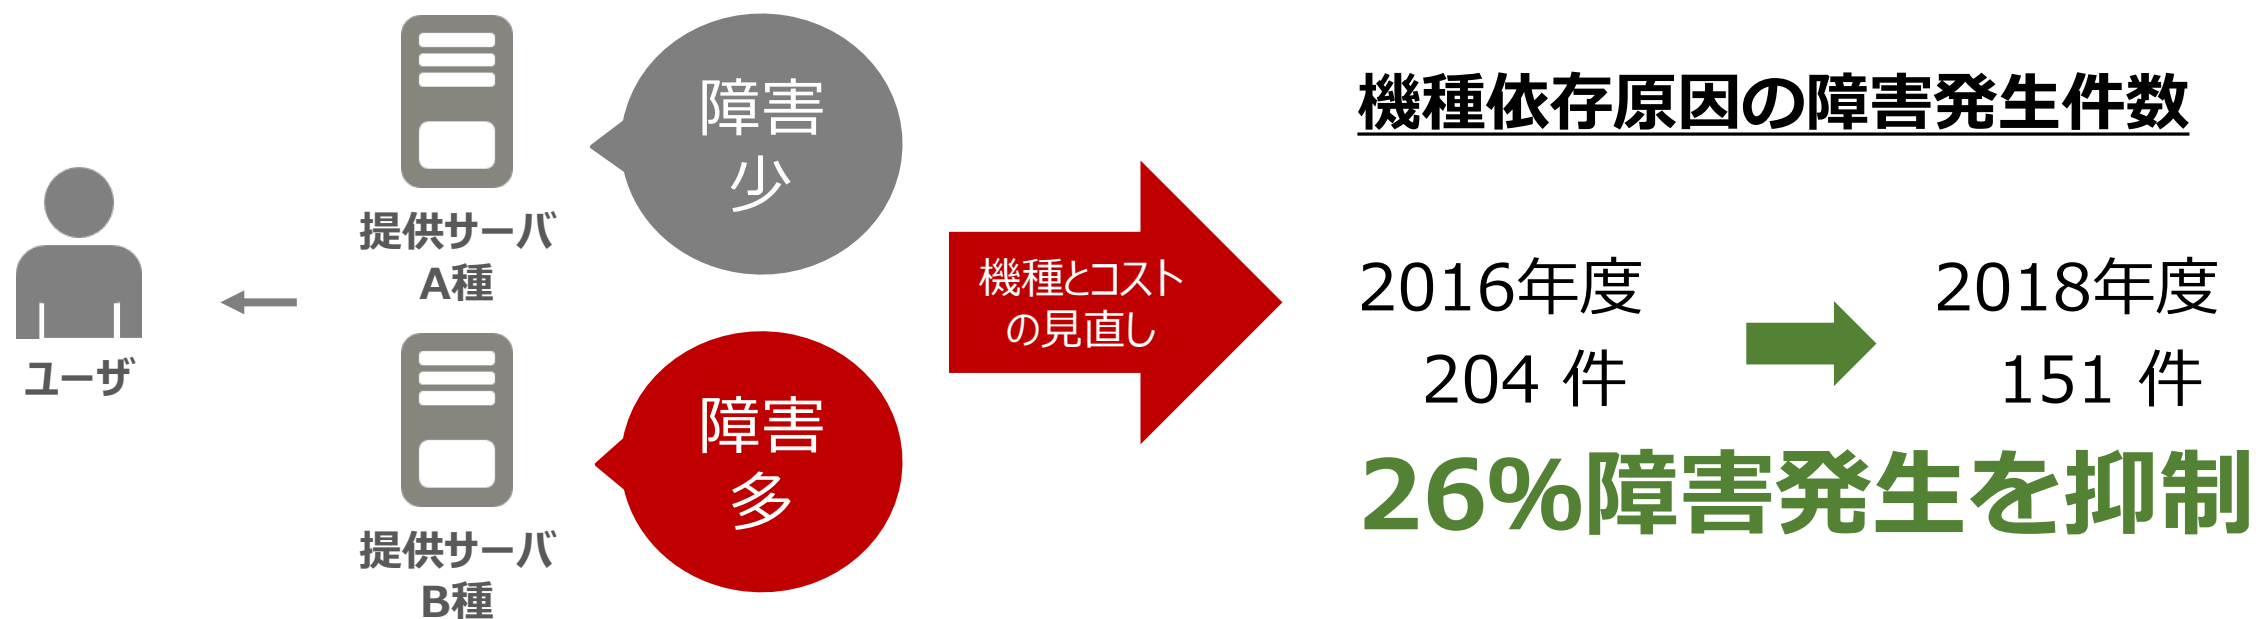 ユーザ
提供サーバ
A種
障害
少
提供サーバ
B種
障害
多
機種とコスト
の見直し
機種依存原因の障害発生件数
2016年度
204 件
2018年度
151 件
26%障害発生を抑制